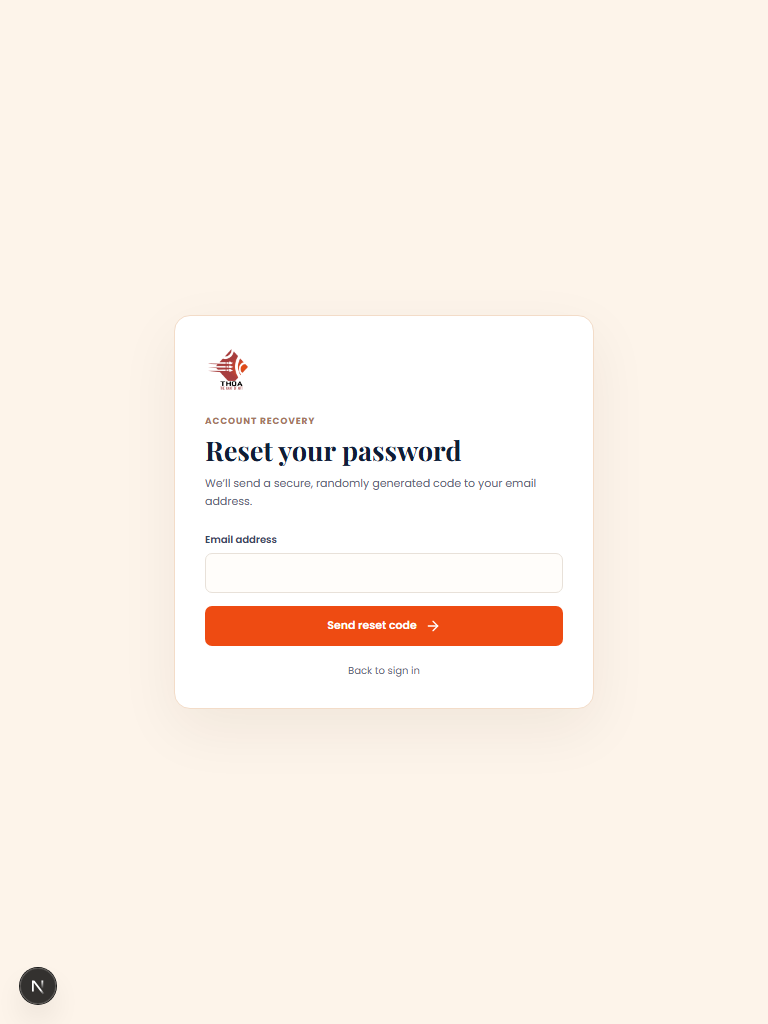 THOA
ACCOUNT RECOVERY
Reset your password
We'll send a secure, randomly generated code to your email
address.
Email address
Send reset code
Back to sign in
N